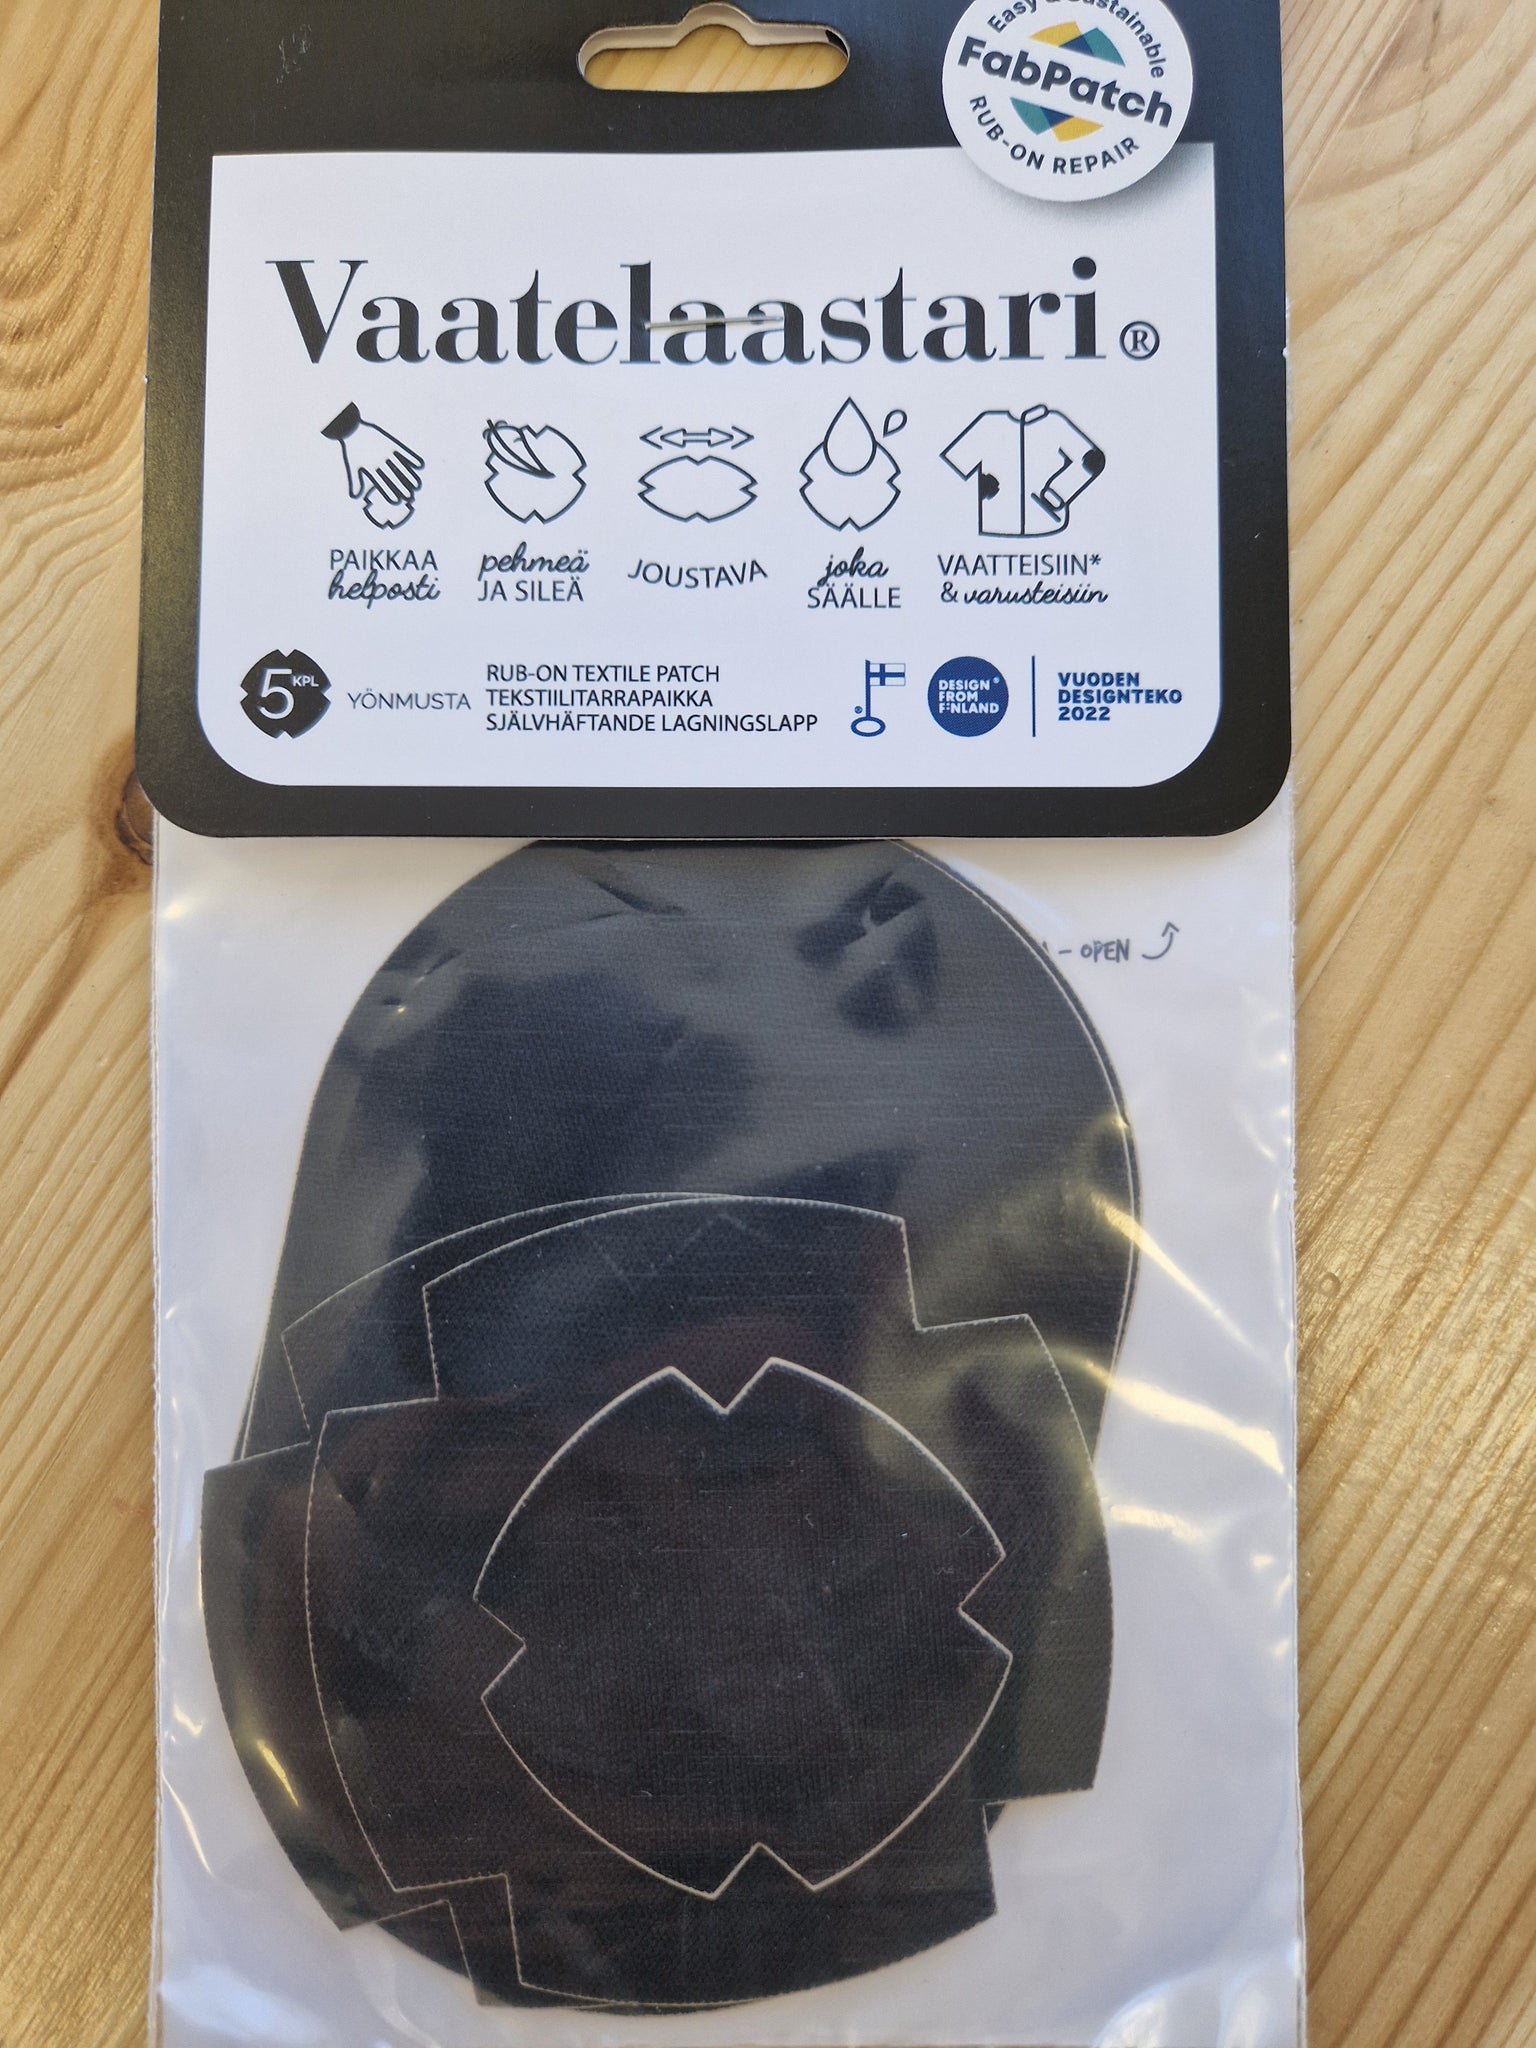 Easy & Sustainable
FabPatch
RUB-ON REPAIR
Vaatelaastari®
PAIKKAA
helposti
pehmeä
JA SILEÄ
JOUSTAVA
joka
SÄÄLLE
VAATTEISIIN*
& varusteisiin
5 KPL
YÖNMUSTA
RUB-ON TEXTILE PATCH
TEKSTIILITARRAPAIKKA
SJÄLVHÄFTANDE LAGNINGSLAPP
DESIGN®
FROM
FINLAND
VUODEN
DESIGNTEKO
2022
- OPEN